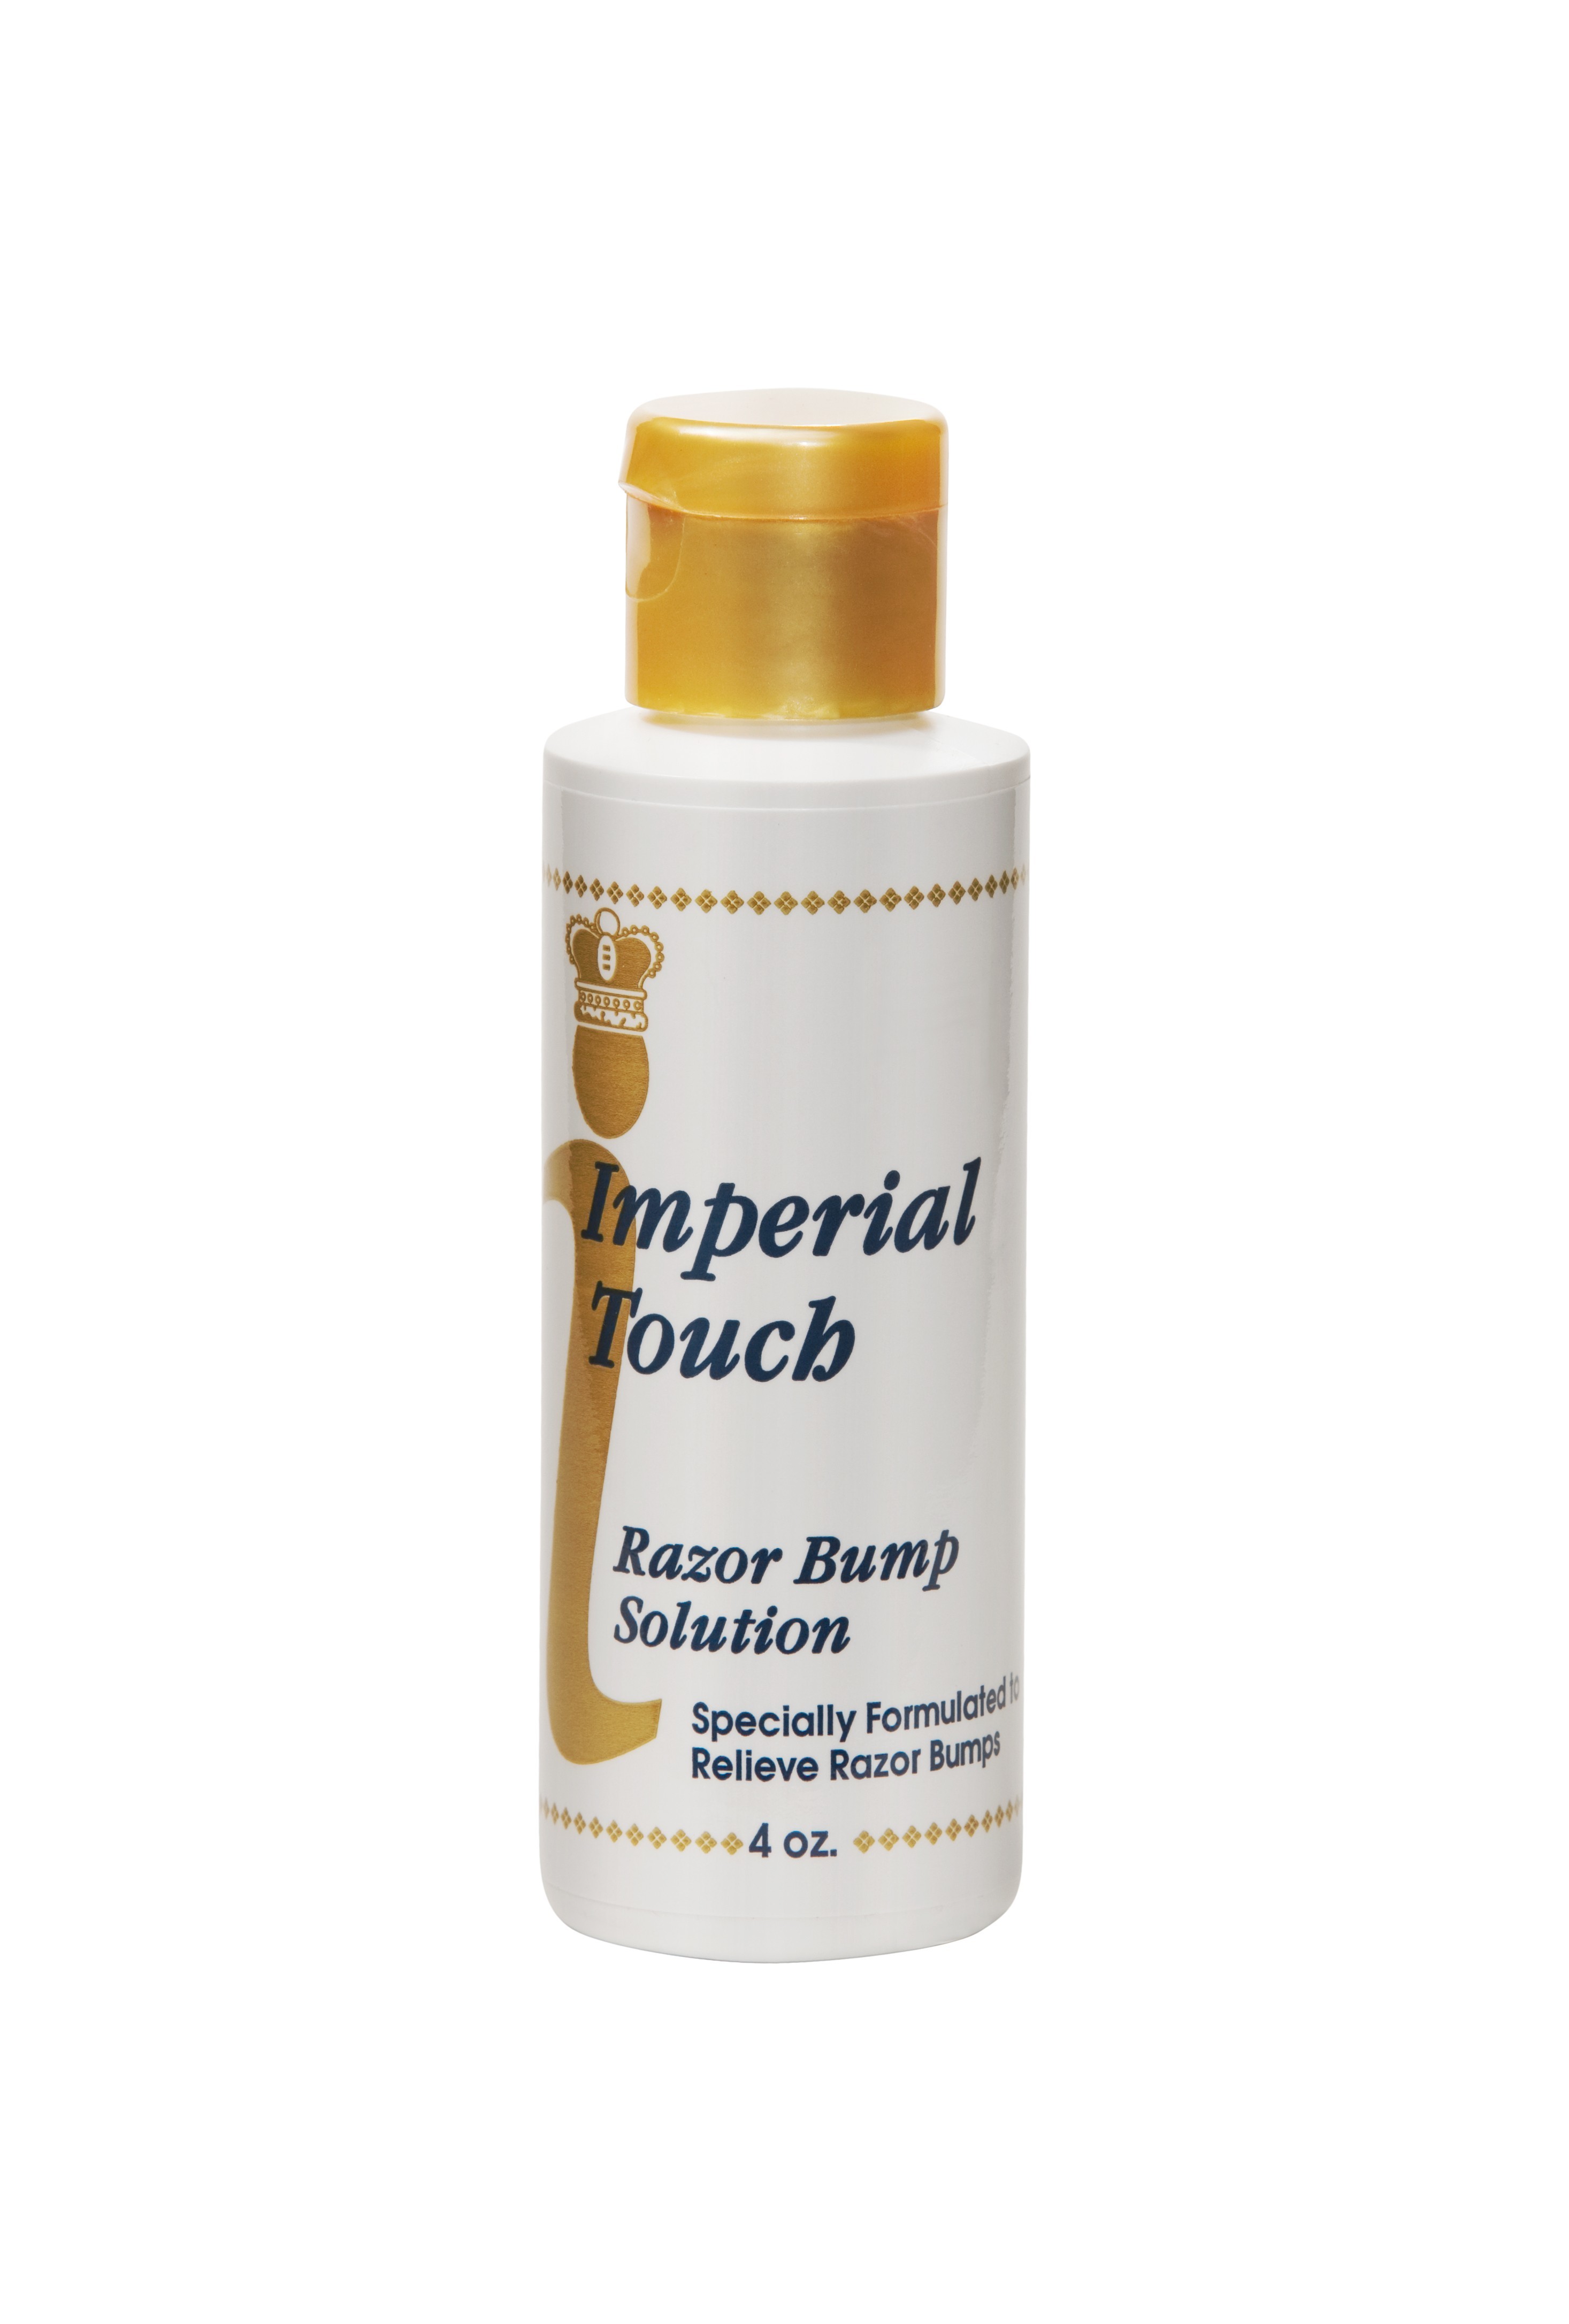 Imperial
Touch
Razor Bump
Solution
Specially Formulated to
Relieve Razor Bumps
4 oz.